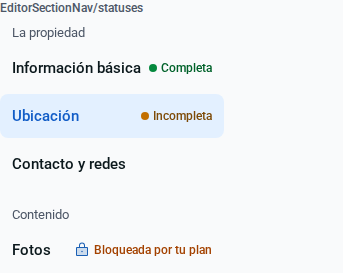 EditorSectionNav/statuses
La propiedad
Información básica Completa
Ubicación Incompleta
Contacto y redes
Contenido
Fotos Bloqueada por tu plan